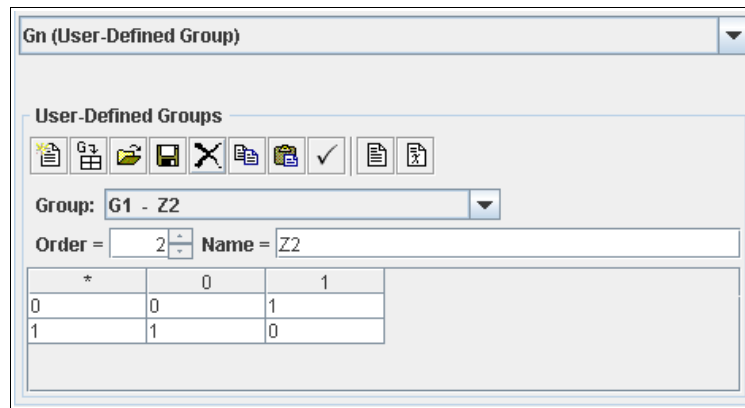 Gn (User-Defined Group)
User-Defined Groups
Group: G1 - Z2
Order = 2 Name = Z2
* 0 1
0 0 1
1 1 0